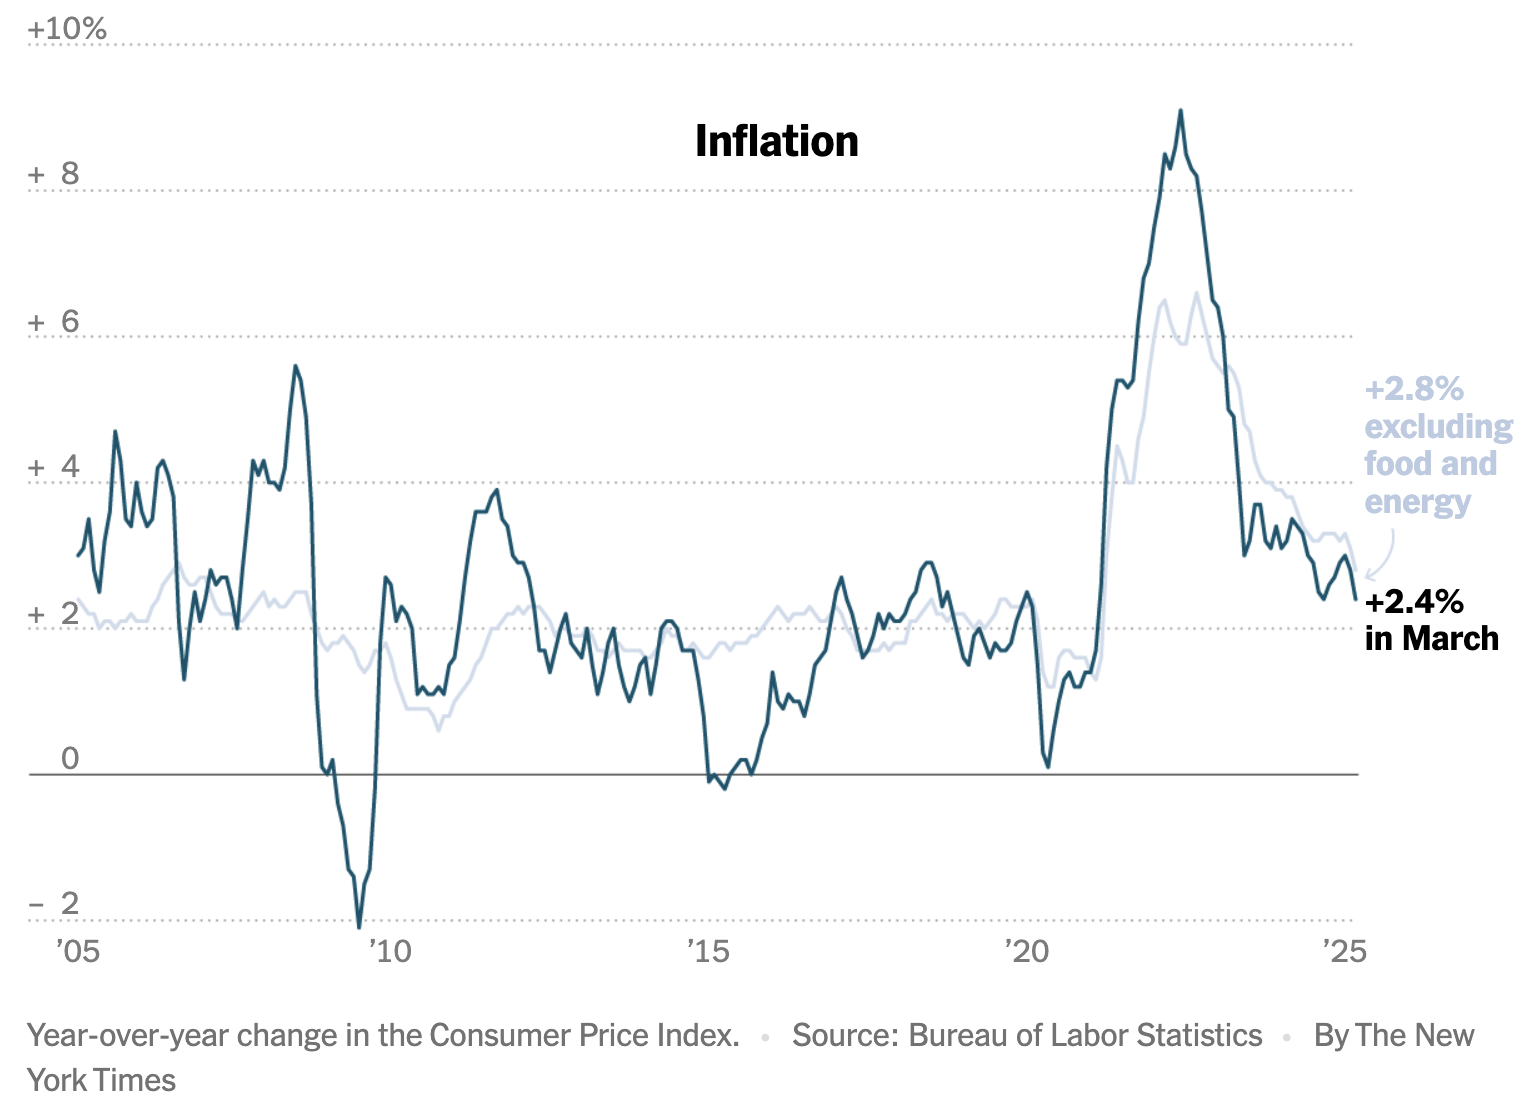 +10%
Inflation
+ 8
+ 6
+2.8%
excluding
food and
energy
+ 4
+ 2
+2.4%
in March
0
– 2
’05 ’10 ’15 ’20 ’25
Year-over-year change in the Consumer Price Index. • Source: Bureau of Labor Statistics • By The New
York Times